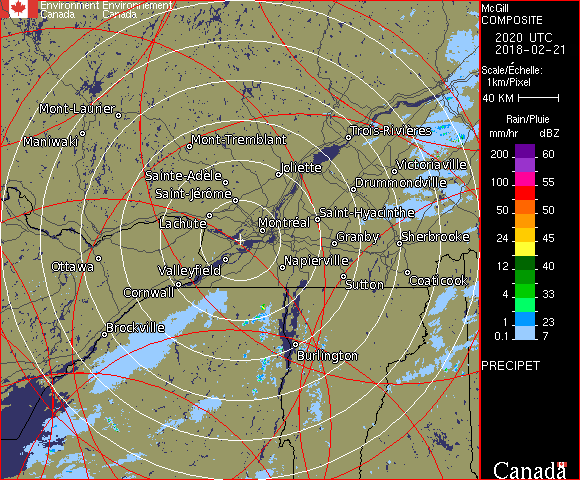 Environment Environnement
Canada Canada
McGill
COMPOSITE
2020 UTC
2018-02-21
Scale/Échelle:
1km/Pixel
40 KM
Rain/Pluie
mm/hr dBZ
200 60
100 55
50 50
24 45
12 40
4 33
1 23
0.1 7
PRECIPET
Canada
Mont-Laurier
Maniwaki
Mont-Tremblant
Trois-Rivières
Sainte-Adèle
Joliette
Victoriaville
Saint-Jérôme
Drummondville
Lachute
Montréal
Saint-Hyacinthe
Granby
Sherbrooke
Ottawa
Valleyfield
Napierville
Cornwall
Sutton
Coaticook
Brockville
Burlington